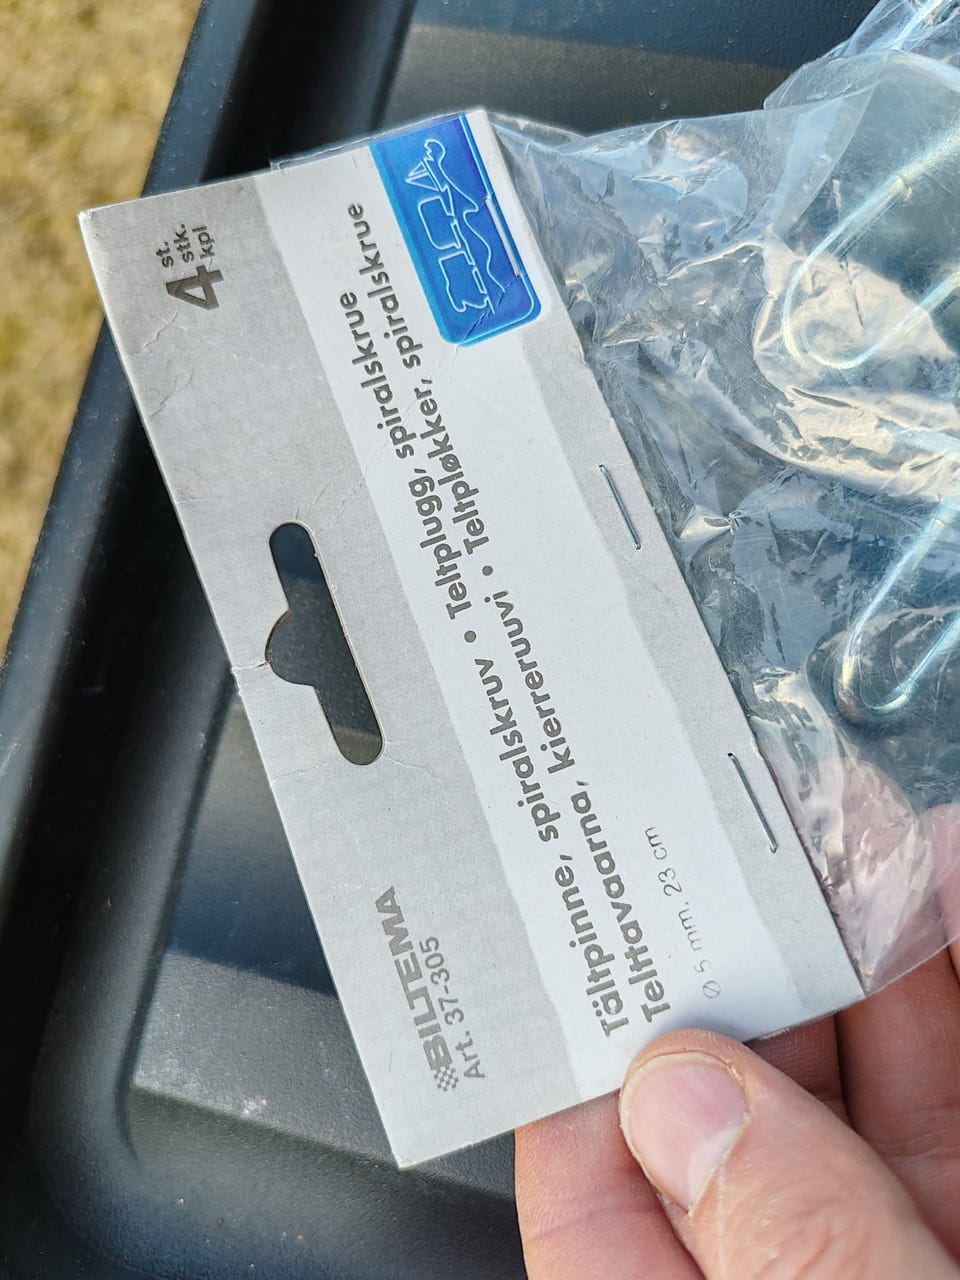 BILTEMA
Art. 37-305
4 st.
stk.
kpl
Tältpinne, spiralskruv • Teltplugg, spiralskrue
Telttavaarna, kierreruuvi • Teltpløkker, spiralskrue
Ø 5 mm. 23 cm